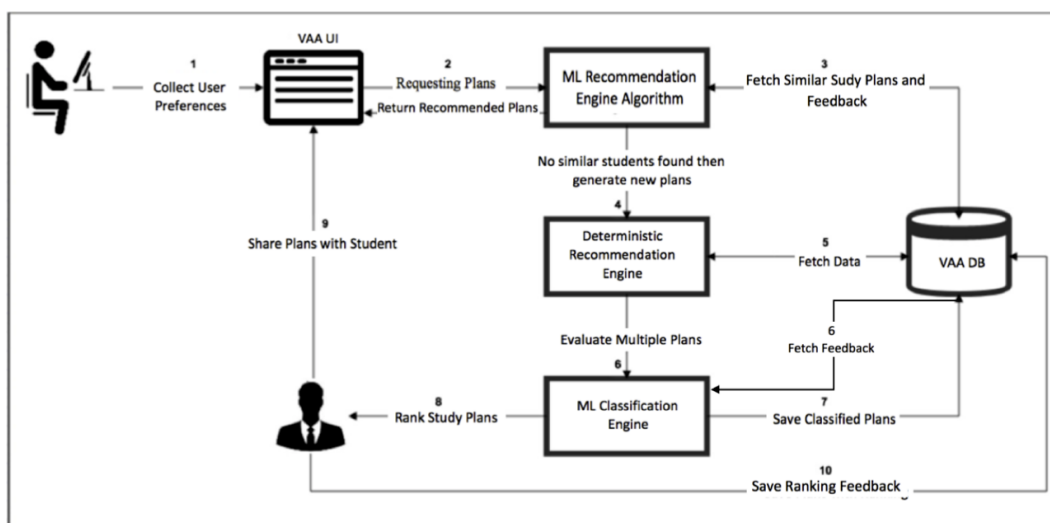 VAA UI
1
Collect User
Preferences
2
Requesting Plans
Return Recommended Plans
ML Recommendation
Engine Algorithm
3
Fetch Similar Sudy Plans and
Feedback
No similar students found then
generate new plans
4
9
Share Plans with Student
Deterministic
Recommendation
Engine
5
Fetch Data
VAA DB
Evaluate Multiple Plans
6
6
Fetch Feedback
ML Classification
Engine
8
Rank Study Plans
7
Save Classified Plans
10
Save Ranking Feedback